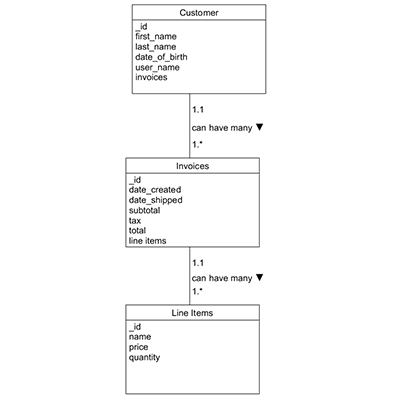 Customer
_id
first_name
last_name
date_of_birth
user_name
invoices
1.1
can have many ▼
1.*
Invoices
_id
date_created
date_shipped
subtotal
tax
total
line items
1.1
can have many ▼
1.*
Line Items
_id
name
price
quantity